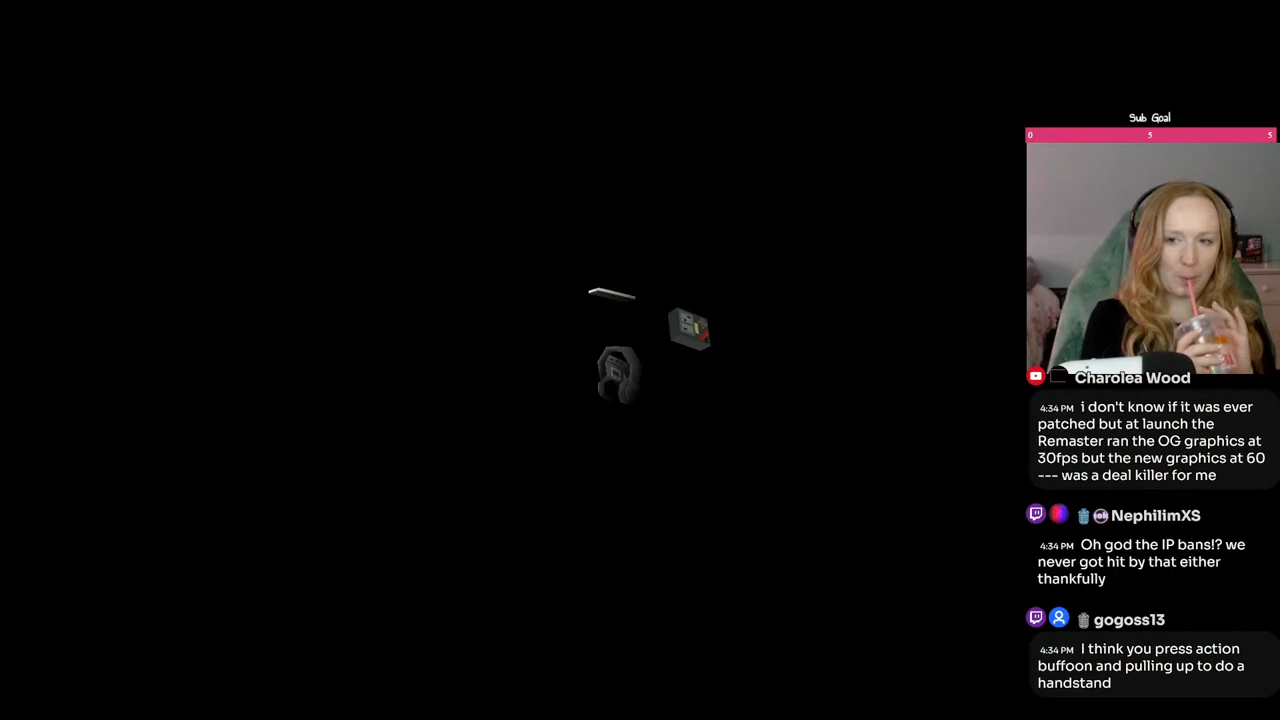 Sub Goal
0 5 5
Charolea Wood
4:34 PM i don't know if it was ever
patched but at launch the
Remaster ran the OG graphics at
30fps but the new graphics at 60
--- was a deal killer for me
NephilimXS
4:34 PM Oh god the IP bans!? we
never got hit by that either
thankfully
gogoss13
4:34 PM I think you press action
buffoon and pulling up to do a
handstand